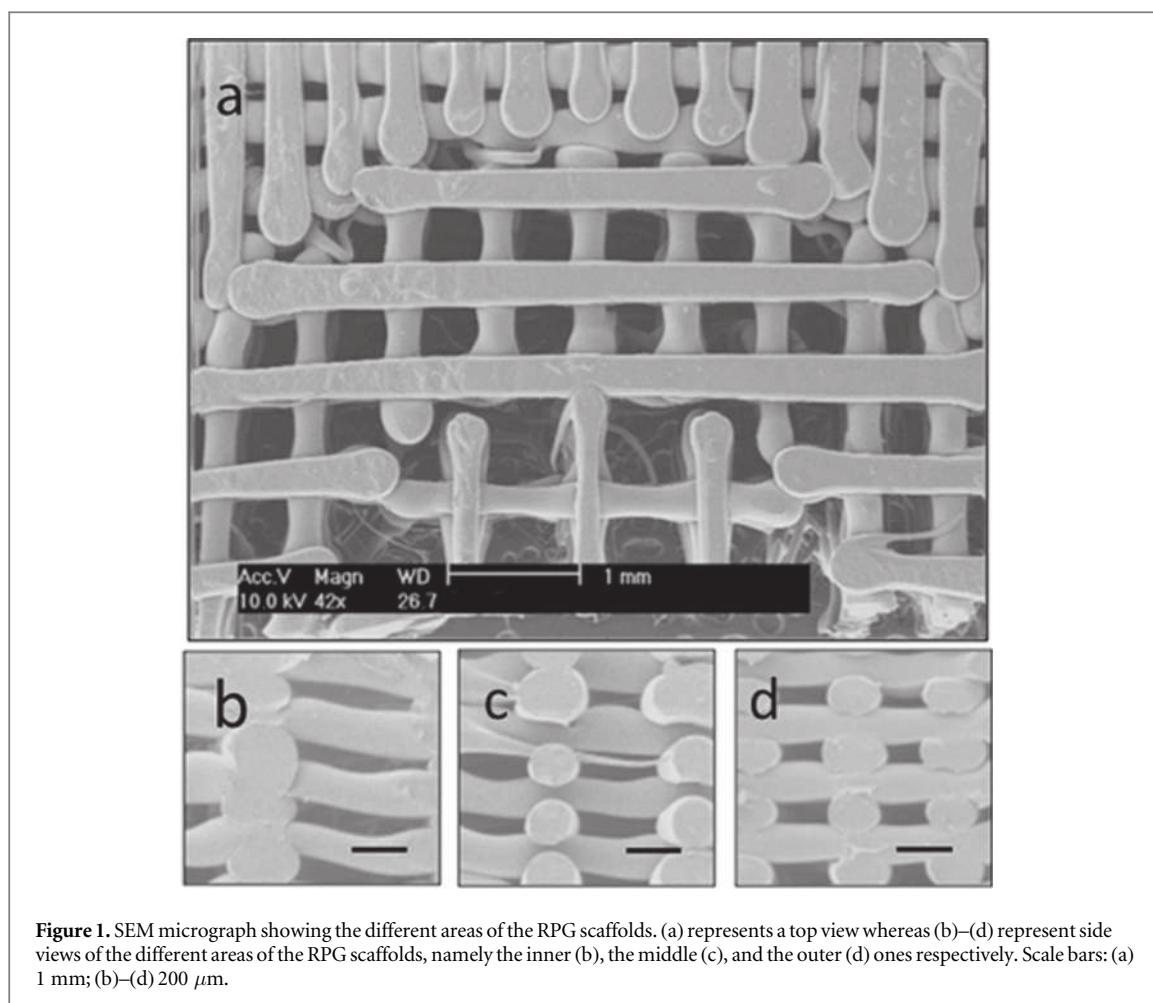 a
Acc.V Magn WD 1 mm
10.0 kV 42x 26.7
b c d
Figure 1. SEM micrograph showing the different areas of the RPG scaffolds. (a) represents a top view whereas (b)–(d) represent side
views of the different areas of the RPG scaffolds, namely the inner (b), the middle (c), and the outer (d) ones respectively. Scale bars: (a)
1 mm; (b)–(d) 200 μm.